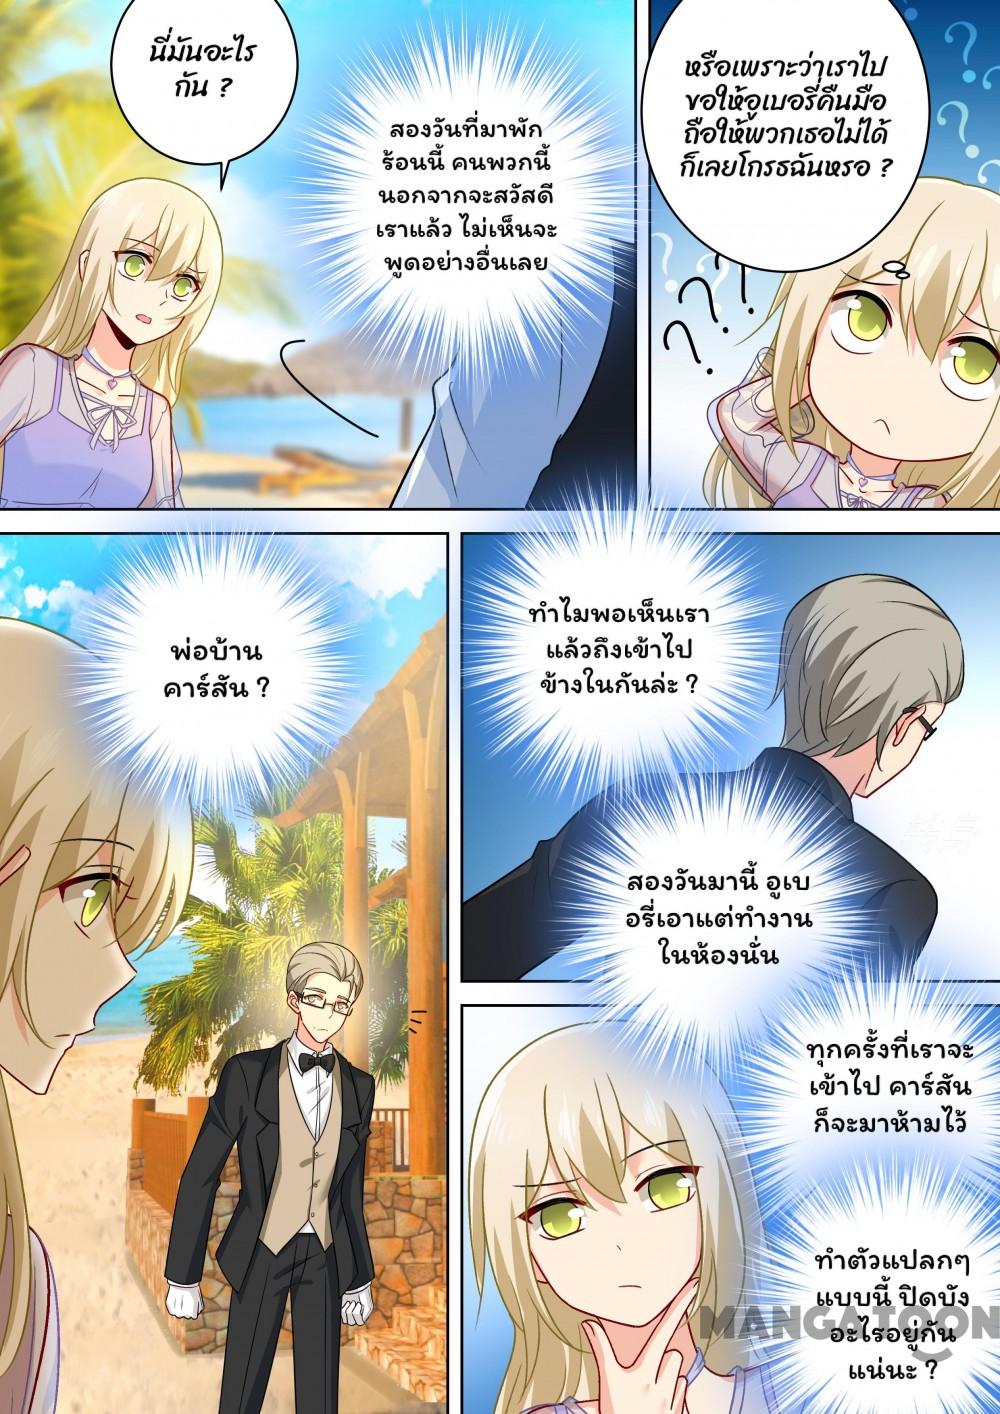 นี่มันอะไร
กัน ?
สองวันที่มาพัก
ร้อนนี้ คนพวกนี้
นอกจากจะสวัสดี
เราแล้ว ไม่เห็นจะ
พูดอย่างอื่นเลย
หรือเพราะว่าเราไป
ขอให้อูเบอรี่คืนมือ
ถือให้พวกเธอไม่ได้
ก็เลยโกรธฉันหรอ ?
? ? ?
พ่อบ้าน
คาร์สัน ?
ทำไมพอเห็นเรา
แล้วถึงเข้าไป
ข้างในกันล่ะ ?
转身
สองวันมานี้ อูเบ
อรี่เอาแต่ทำงาน
ในห้องนั่น
ทุกครั้งที่เราจะ
เข้าไป คาร์สัน
ก็จะมาห้ามไว้
ทำตัวแปลกๆ
แบบนี้ ปิดบัง
อะไรอยู่กัน
แน่นะ ?
MANGATOON